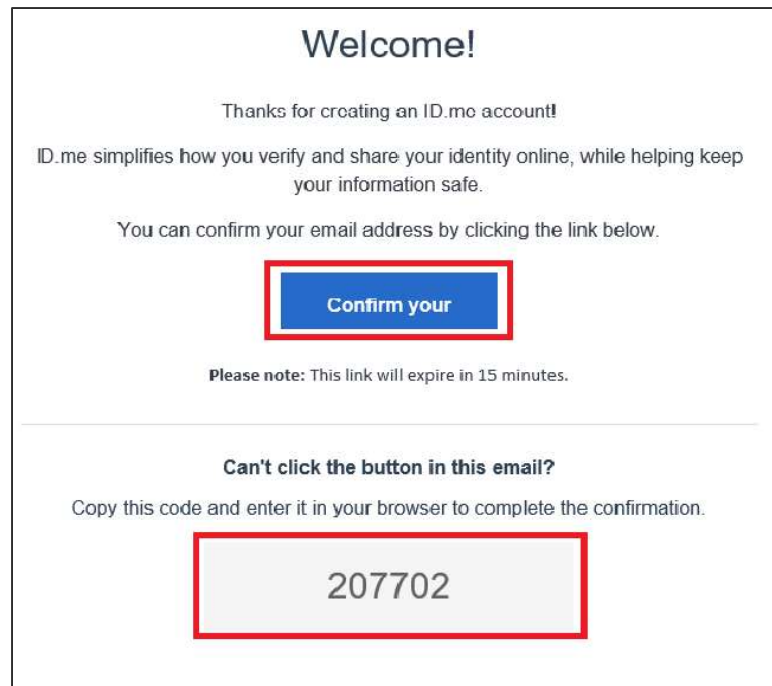 Welcome!
Thanks for creating an ID.me account!
ID.me simplifies how you verify and share your identity online, while helping keep
your information safe.
You can confirm your email address by clicking the link below.
Confirm your
Please note: This link will expire in 15 minutes.
Can't click the button in this email?
Copy this code and enter it in your browser to complete the confirmation.
207702